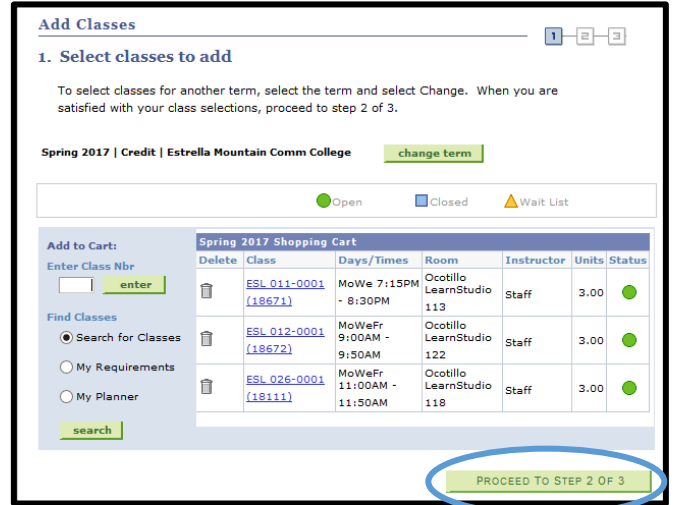 Add Classes
1 2 3
1. Select classes to add
To select classes for another term, select the term and select Change. When you are
satisfied with your class selections, proceed to step 2 of 3.
Spring 2017 | Credit | Estrella Mountain Comm College change term
Open Closed Wait List
Add to Cart:
Enter Class Nbr
enter
Find Classes
Search for Classes
My Requirements
My Planner
search
Spring 2017 Shopping Cart
Delete Class Days/Times Room Instructor Units Status
ESL 011-0001 (18671) MoWe 7:15PM - 8:30PM Ocotillo LearnStudio 113 Staff 3.00
ESL 012-0001 (18672) MoWeFr 9:00AM - 9:50AM Ocotillo LearnStudio 122 Staff 3.00
ESL 026-0001 (18111) MoWeFr 11:00AM - 11:50AM Ocotillo LearnStudio 118 Staff 3.00
PROCEED TO STEP 2 OF 3